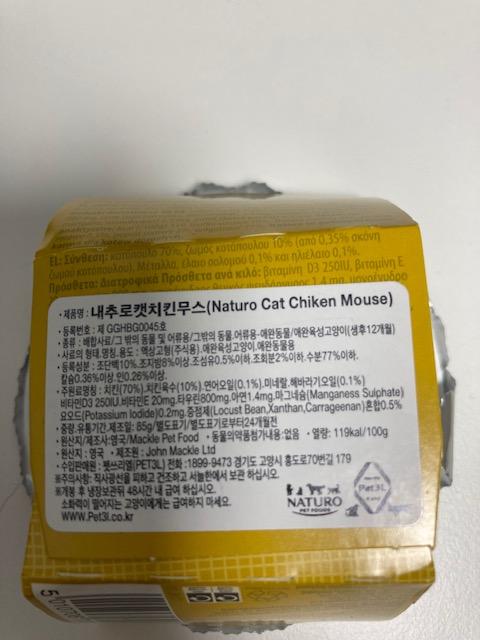 EL: Σύνθεση: κοτόπουλο 70%, ζωμός κοτόπουλου 10% (από 0,35% σκόνη
κοτόπουλου), Μέταλλα, έλαιο σολομού 0,1% και ηλιέλαιο 0,1%.
Πρόσθετα: Διατροφικά Πρόσθετα ανά κιλό: βιταμίνη D3 250IU, βιταμίνη E
·제품명 : 내추로캣치킨무스(Naturo Cat Chiken Mouse)
·등록번호 : 제 GGHBG0045호
·종류 : 배합사료/그 밖의 동물 및 어류용/그밖의 동물.어류용-애완동물/애완육성고양이(생후12개월)
·사료의 형태.명칭.용도 : 액상고형(주식용).애완육성고양이.애완동물용
·등록성분 : 조단백10%.조지방8%이상.조섬유0.5%이하.조회분2%이하.수분77%이하.
칼슘0.36%이상.인0.26%이상.
·주원료명칭 : 치킨(70%).치킨육수(10%).연어오일(0.1%).미네랄.해바라기오일(0.1%)
비타민D3 250IU.비타민E 20mg.타우린800mg.아연1.4mg.마그네슘(Manganess Sulphate)
요오드(Potassium Iodide)0.2mg.중점제(Locust Bean,Xanthan,Carrageenan)혼합0.5%
·중량.유통기간.제조일: 85g/별도표기/별도표기로부터24개월전
·원산지/제조사:영국/Mackle Pet Food ·동물의약품첨가내용:없음 ·열량: 119kal/100g
·원산지 : 영국 ·제조원 : John Mackle Ltd
·수입판매원 : 펫쓰리엘(PET3L) 전화:1899-9473 경기도 고양시 홍도로70번길 179
※주의사항: 직사광선을 피하고 건조하고 서늘한에서 보관 하십시오.
※개봉 후 냉장보관뒤 48시간 내 급여 하십시오.
소화력이 떨어지는 고양이에게는 급여하지 마세요.
WWW.Pet3l.co.kr
NATURO
PET FOODS
Pet3L